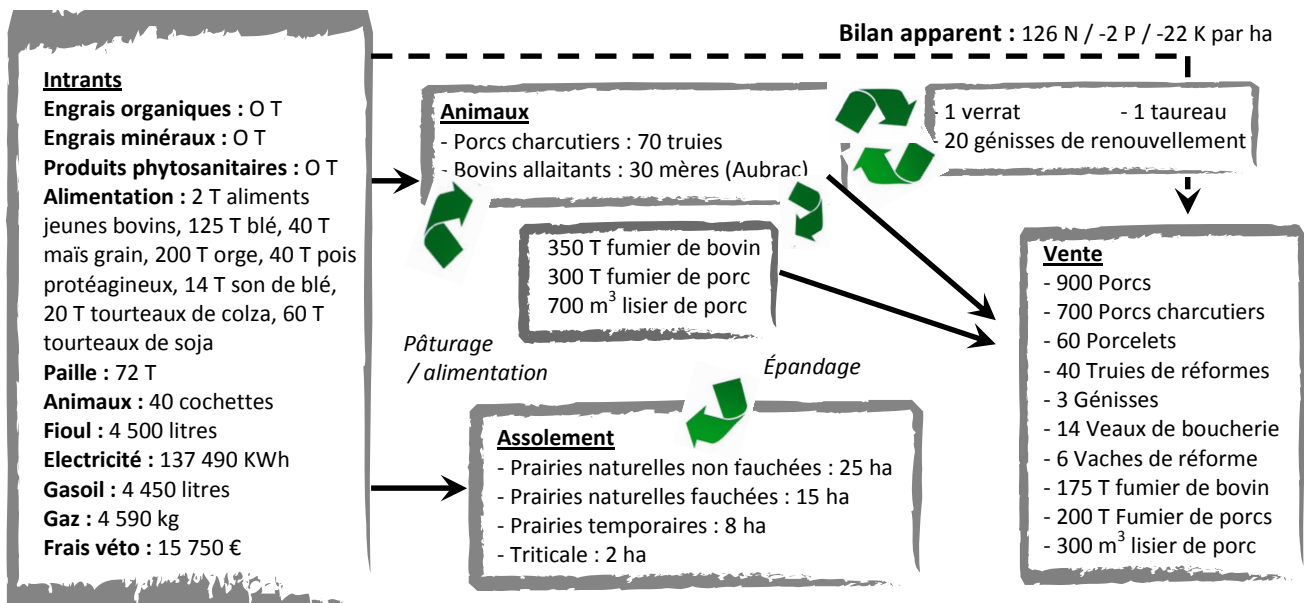 Bilan apparent : 126 N / -2 P / -22 K par ha
Intrants
Engrais organiques : O T
Engrais minéraux : O T
Produits phytosanitaires : O T
Alimentation : 2 T aliments
jeunes bovins, 125 T blé, 40 T
maïs grain, 200 T orge, 40 T pois
protéagineux, 14 T son de blé,
20 T tourteaux de colza, 60 T
tourteaux de soja
Paille : 72 T
Animaux : 40 cochettes
Fioul : 4 500 litres
Electricité : 137 490 KWh
Gasoil : 4 450 litres
Gaz : 4 590 kg
Frais véto : 15 750 €
Animaux
- Porcs charcutiers : 70 truies
- Bovins allaitants : 30 mères (Aubrac)
- 1 verrat - 1 taureau
- 20 génisses de renouvellement
350 T fumier de bovin
300 T fumier de porc
700 m³ lisier de porc
Pâturage
/ alimentation
Épandage
Assolement
- Prairies naturelles non fauchées : 25 ha
- Prairies naturelles fauchées : 15 ha
- Prairies temporaires : 8 ha
- Triticale : 2 ha
Vente
- 900 Porcs
- 700 Porcs charcutiers
- 60 Porcelets
- 40 Truies de réformes
- 3 Génisses
- 14 Veaux de boucherie
- 6 Vaches de réforme
- 175 T fumier de bovin
- 200 T Fumier de porcs
- 300 m³ lisier de porc